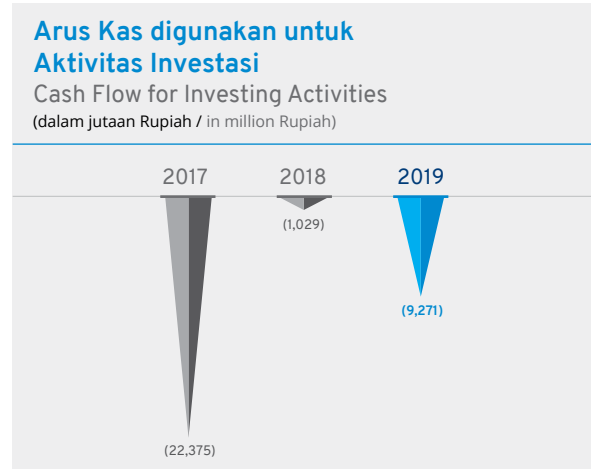 Arus Kas digunakan untuk
Aktivitas Investasi
Cash Flow for Investing Activities
(dalam jutaan Rupiah / in million Rupiah)
2017 2018 2019
(1,029)
(9,271)
(22,375)